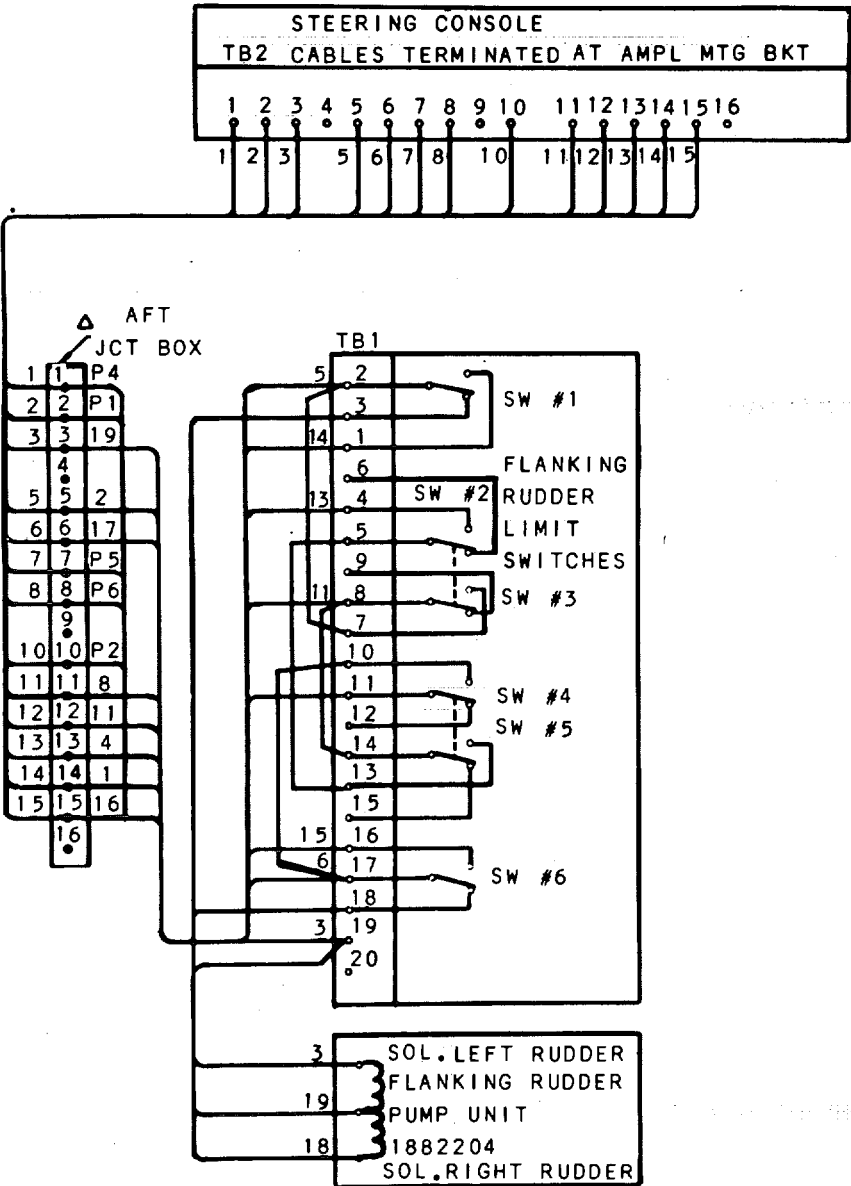 STEERING CONSOLE
TB2 CABLES TERMINATED AT AMPL MTG BKT
1 2 3 4 5 6 7 8 9 10 11 12 13 14 15 16
1 2 3 5 6 7 8 10 11 12 13 14 15
AFT
JCT BOX
1 1 P4
2 2 P1
3 3 19
4
5 5 2
6 6 17
7 7 P5
8 8 P6
9
10 10 P2
11 11 8
12 12 11
13 13 4
14 14 1
15 15 16
16
TB1
5 2
3
SW #1
14 1
6
FLANKING
13 4
SW #2
RUDDER
5
LIMIT
9
SWITCHES
11 8
SW #3
7
10
11
SW #4
12
SW #5
14
13
15
15 16
6 17
SW #6
18
3 19
20
3
SOL. LEFT RUDDER
FLANKING RUDDER
19
PUMP UNIT
18
1882204
SOL. RIGHT RUDDER